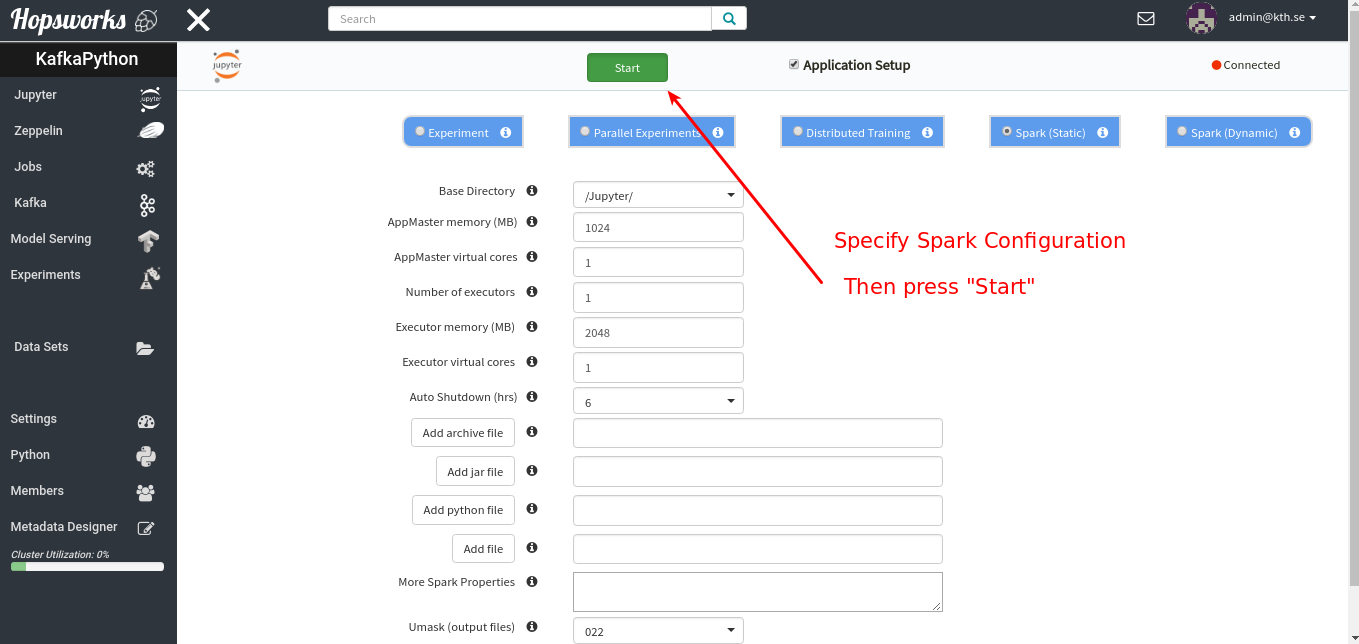 Hopsworks
Search
admin@kth.se
KafkaPython
jupyter
Start
Application Setup
Connected
Jupyter
jupyter
Zeppelin
Jobs
Kafka
Model Serving
Experiments
Data Sets
Settings
Python
Members
Metadata Designer
Cluster Utilization: 0%
Experiment
Parallel Experiments
Distributed Training
Spark (Static)
Spark (Dynamic)
Base Directory
/Jupyter/
AppMaster memory (MB)
1024
AppMaster virtual cores
1
Number of executors
1
Executor memory (MB)
2048
Executor virtual cores
1
Auto Shutdown (hrs)
6
Add archive file
Add jar file
Add python file
Add file
More Spark Properties
Umask (output files)
022
Specify Spark Configuration
Then press "Start"